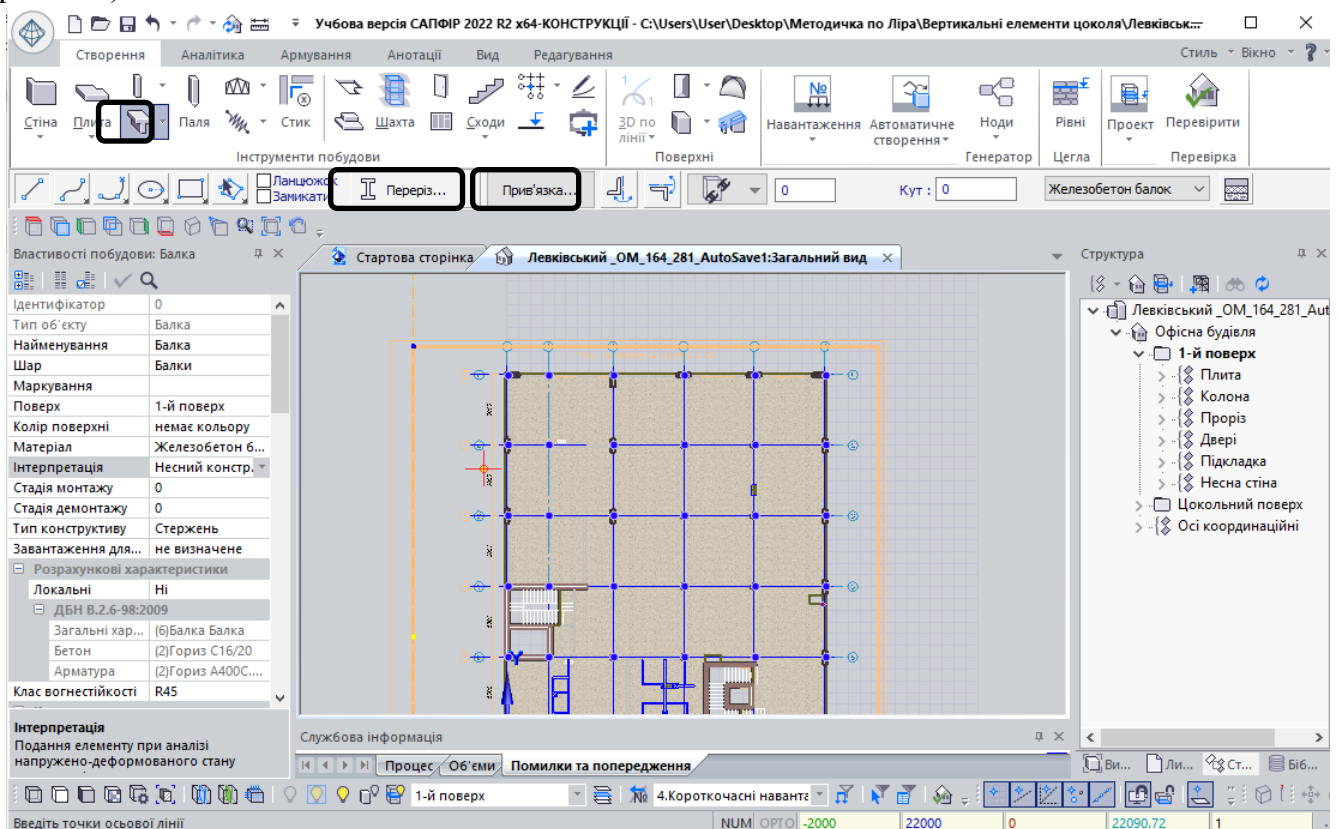 Учбова версія САПФІР 2022 R2 x64-КОНСТРУКЦІЇ - C:\Users\User\Desktop\Методичка по Ліра\Вертикальні елементи цоколя\Левківськ...
Створення Аналітика Армування Анотації Вид Редагування Стиль Вікно
Стіна Плита Паля Стик Шахта Сходи 3D по лінії Навантаження Автоматичне створення Ноди Рівні Проект Перевірити
Інструменти побудови Поверхні Генератор Цегла Перевірка
Ланцюжок
Замикати
Переріз... Прив'язка... 0 Кут : 0 Железобетон балок
Властивості побудови: Балка
Ідентифікатор 0
Тип об'єкту Балка
Найменування Балка
Шар Балки
Маркування
Поверх 1-й поверх
Колір поверхні немає кольору
Матеріал Железобетон б...
Інтерпретація Несний констр.
Стадія монтажу 0
Стадія демонтажу 0
Тип конструктиву Стержень
Завантаження для... не визначене
Розрахункові характеристики
Локальні Ні
ДБН В.2.6-98:2009
Загальні хар... (6)Балка Балка
Бетон (2)Гориз C16/20
Арматура (2)Гориз A400C....
Клас вогнестійкості R45
Інтерпретація
Подання елементу при аналізі
напружено-деформованого стану
Стартова сторінка Левківський _ОМ_164_281_AutoSave1:Загальний вид
Службова інформація
Процес Об'єми Помилки та попередження
Структура
Левківський _ОМ_164_281_Aut
Офісна будівля
1-й поверх
Плита
Колона
Проріз
Двері
Підкладка
Несна стіна
Цокольний поверх
Осі координаційні
Ви... Ли... Ст... Біб...
1-й поверх 4.Короткочасні наванта
Введіть точки осьової лінії NUM ОРТО -2000 22000 0 22090.72 1